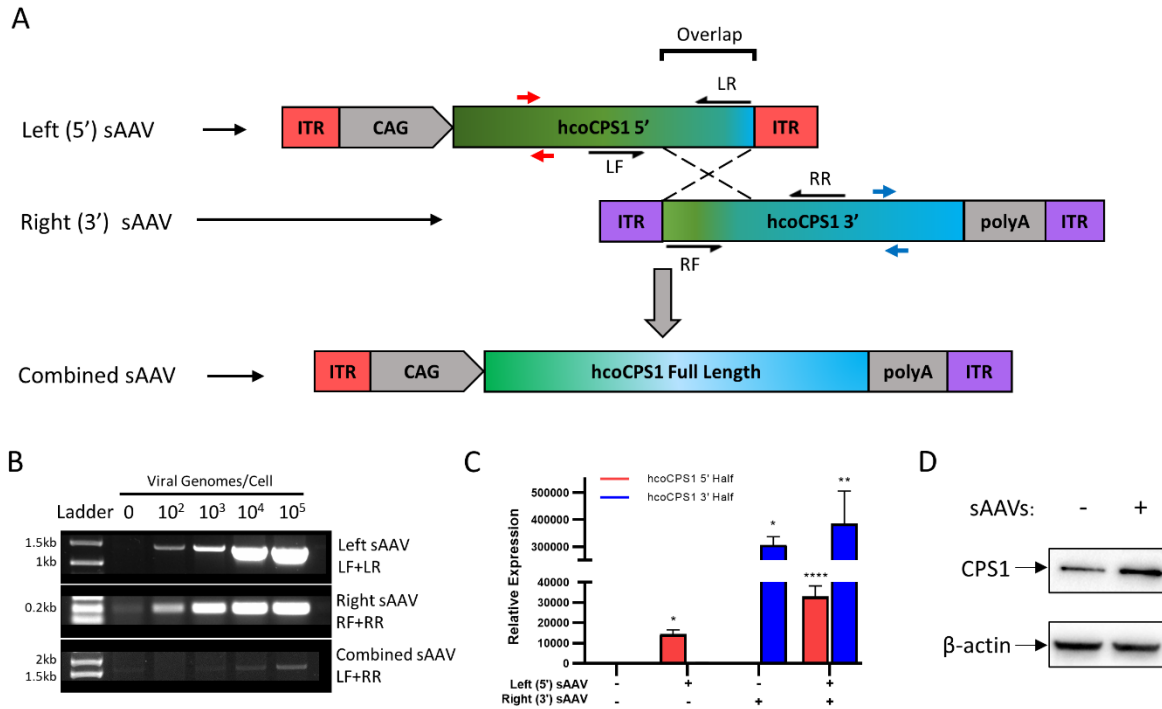 A
Overlap
LR
Left (5') sAAV
ITR
CAG
hcoCPS1 5'
ITR
LF
RR
Right (3') sAAV
ITR
hcoCPS1 3'
polyA
ITR
RF
Combined sAAV
ITR
CAG
hcoCPS1 Full Length
polyA
ITR
B
Viral Genomes/Cell
Ladder 0 10² 10³ 10⁴ 10⁵
1.5kb
1kb
Left sAAV
LF+LR
0.2kb
Right sAAV
RF+RR
2kb
1.5kb
Combined sAAV
LF+RR
C
hcoCPS1 5' Half
hcoCPS1 3' Half
Relative Expression
500000
400000
300000
40000
30000
20000
10000
0
*
*
****
**
Left (5') sAAV - + - +
Right (3') sAAV - - + +
D
sAAVs: - +
CPS1
β-actin